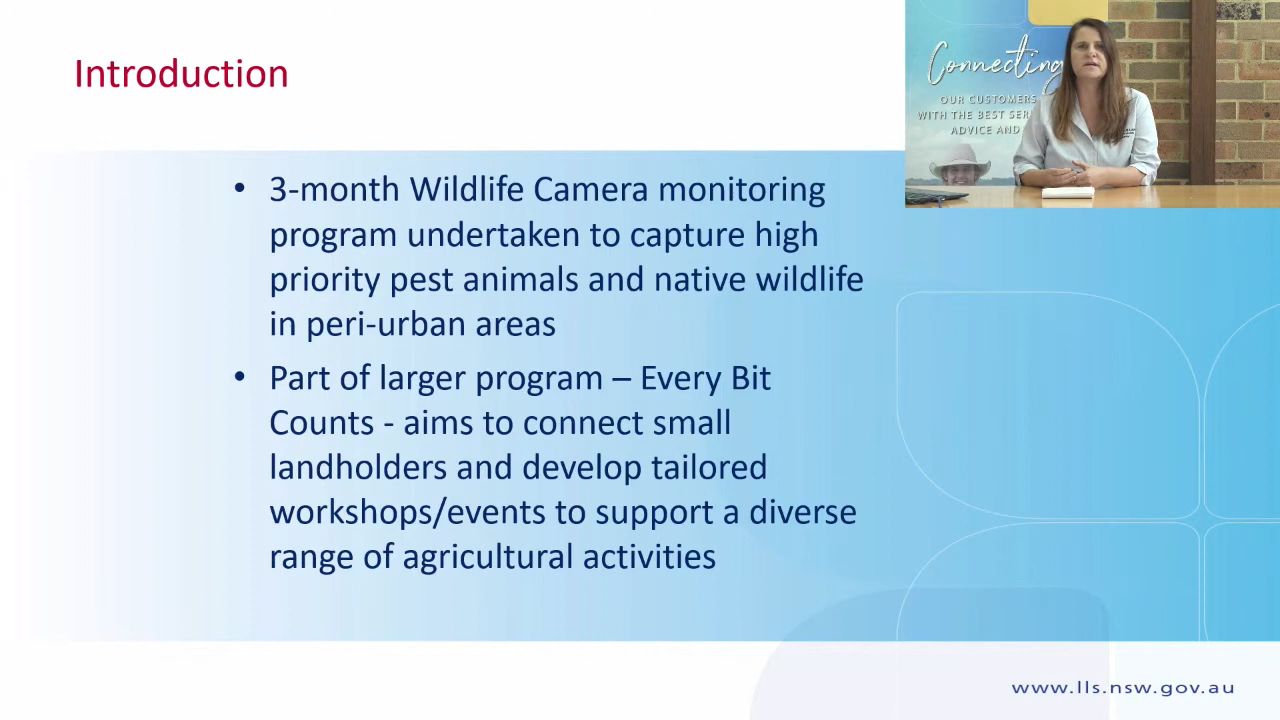 Introduction
Connecting
OUR CUSTOMERS
WITH THE BEST SER
ADVICE AND
• 3-month Wildlife Camera monitoring
program undertaken to capture high
priority pest animals and native wildlife
in peri-urban areas
• Part of larger program – Every Bit
Counts - aims to connect small
landholders and develop tailored
workshops/events to support a diverse
range of agricultural activities
www.lls.nsw.gov.au